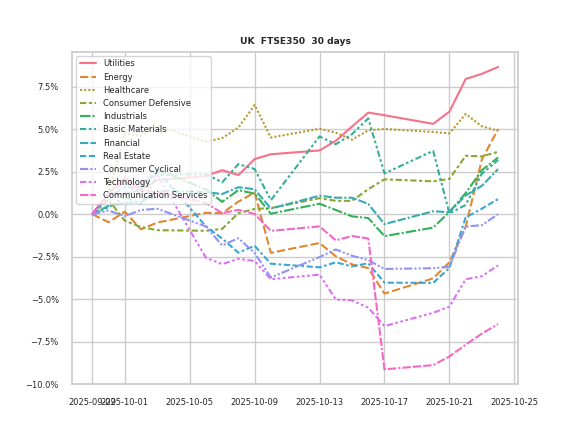 UK  FTSE350  30 days
Utilities
Energy
Healthcare
Consumer Defensive
Industrials
Basic Materials
Financial
Real Estate
Consumer Cyclical
Technology
Communication Services
7.5%
5.0%
2.5%
0.0%
−2.5%
−5.0%
−7.5%
−10.0%
2025-09-29 2025-10-01 2025-10-05 2025-10-09 2025-10-13 2025-10-17 2025-10-21 2025-10-25